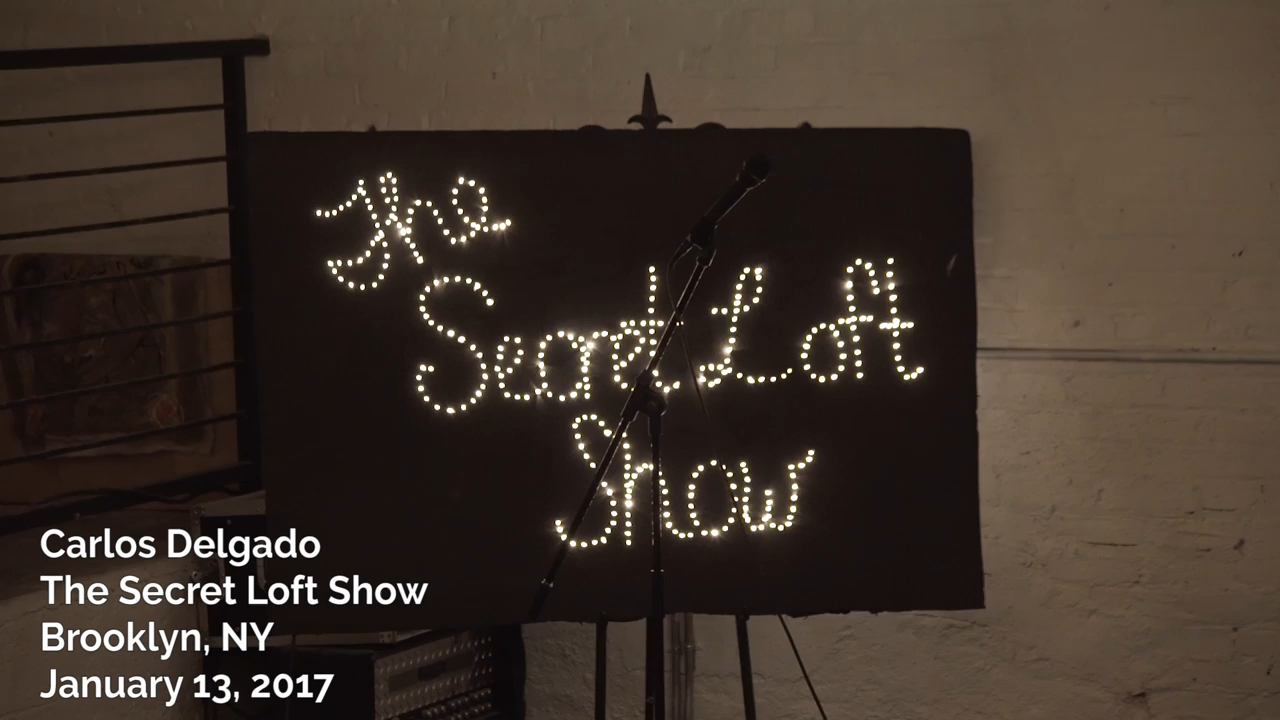 The
Secret Loft
Show
Carlos Delgado
The Secret Loft Show
Brooklyn, NY
January 13, 2017